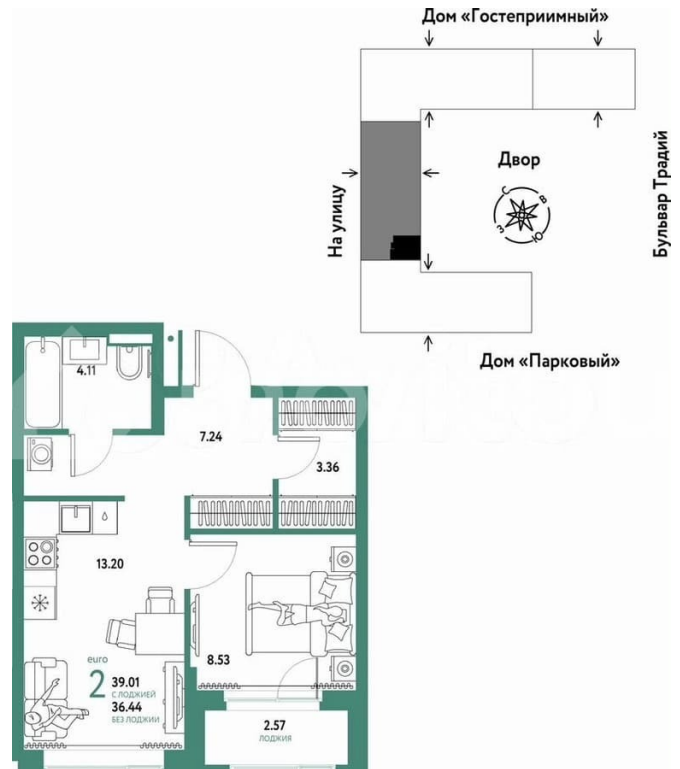 Дом «Гостеприимный»
Двор
На улицу
Бульвар Традий
С
В
З
Ю
Дом «Парковый»
4.11
7.24
3.36
13.20
8.53
euro
2
39.01
С ЛОДЖИЕЙ
36.44
БЕЗ ЛОДЖИИ
2.57
ЛОДЖИЯ